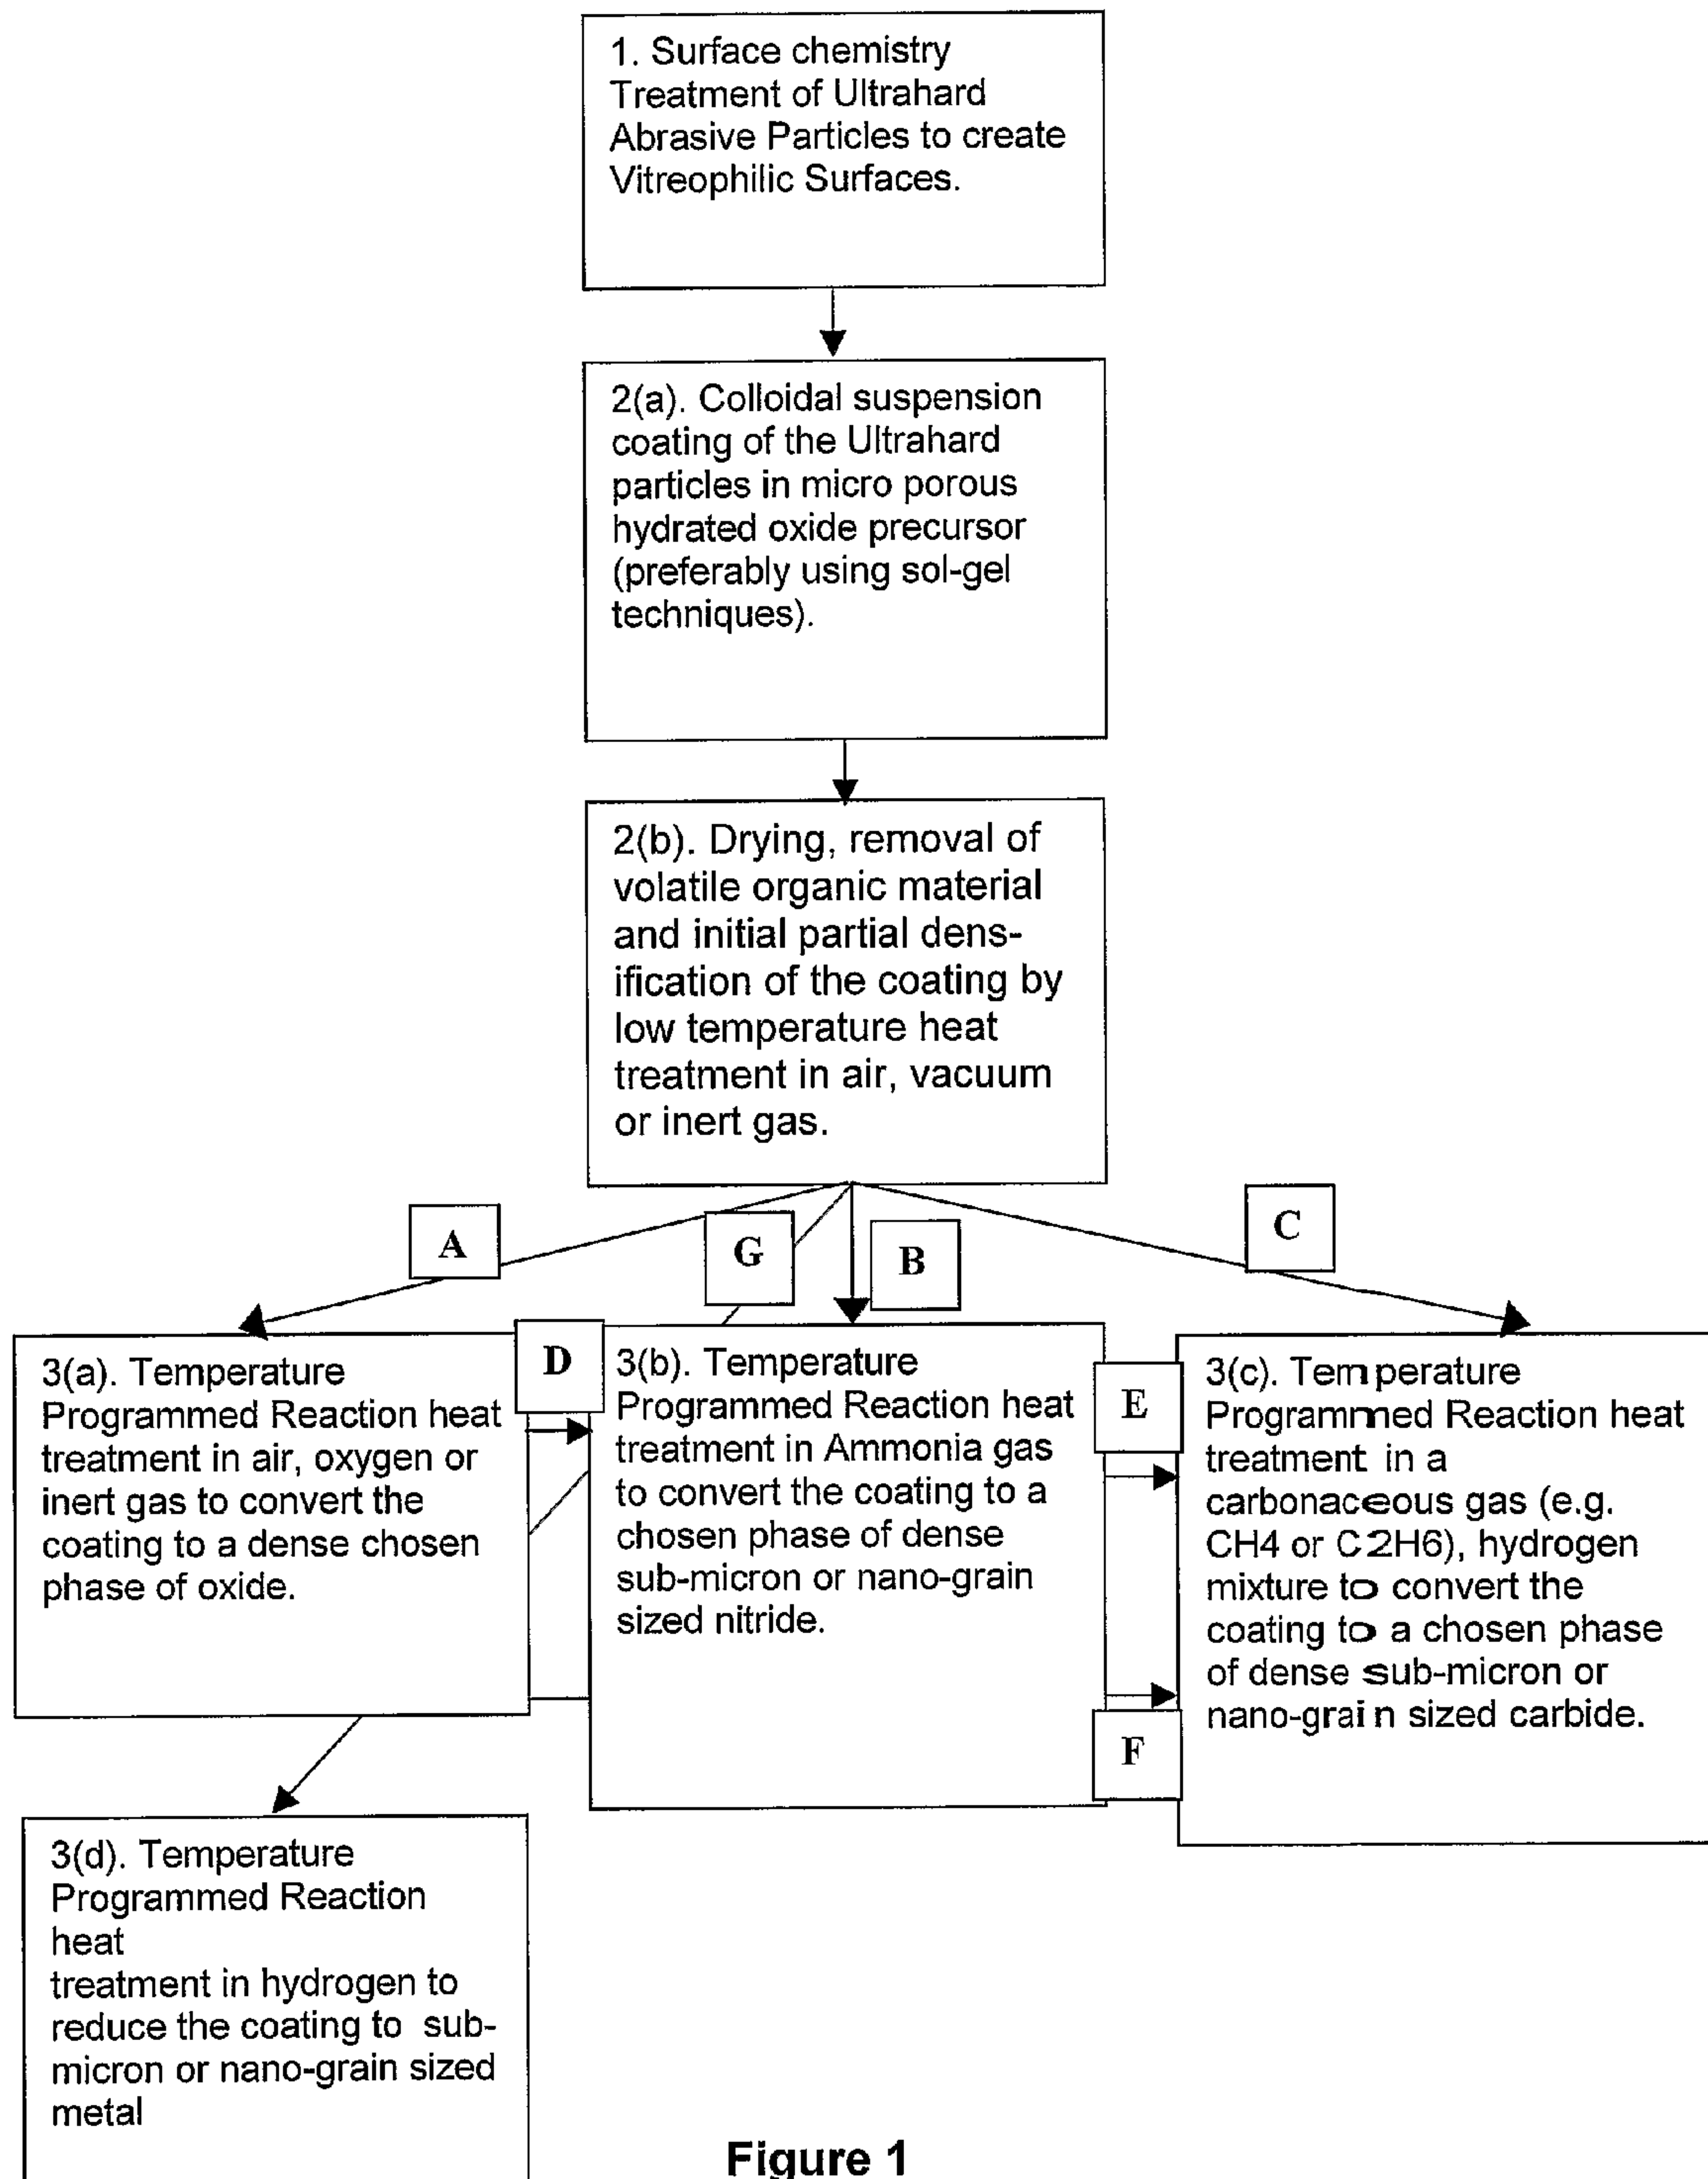 1. Surface chemistry
Treatment of Ultrahard
Abrasive Particles to create
Vitreophilic Surfaces.
2(a). Colloidal suspension
coating of the Ultrahard
particles in micro porous
hydrated oxide precursor
(preferably using sol-gel
techniques).
2(b). Drying, removal of
volatile organic material
and initial partial dens-
ification of the coating by
low temperature heat
treatment in air, vacuum
or inert gas.
A
G
B
C
D
3(a). Temperature
Programmed Reaction heat
treatment in air, oxygen or
inert gas to convert the
coating to a dense chosen
phase of oxide.
3(b). Temperature
Programmed Reaction heat
treatment in Ammonia gas
to convert the coating to a
chosen phase of dense
sub-micron or nano-grain
sized nitride.
E
F
3(c). Temperature
Programmed Reaction heat
treatment in a
carbonaceous gas (e.g.
CH4 or C2H6), hydrogen
mixture to convert the
coating to a chosen phase
of dense sub-micron or
nano-grain sized carbide.
3(d). Temperature
Programmed Reaction
heat
treatment in hydrogen to
reduce the coating to sub-
micron or nano-grain sized
metal
Figure 1